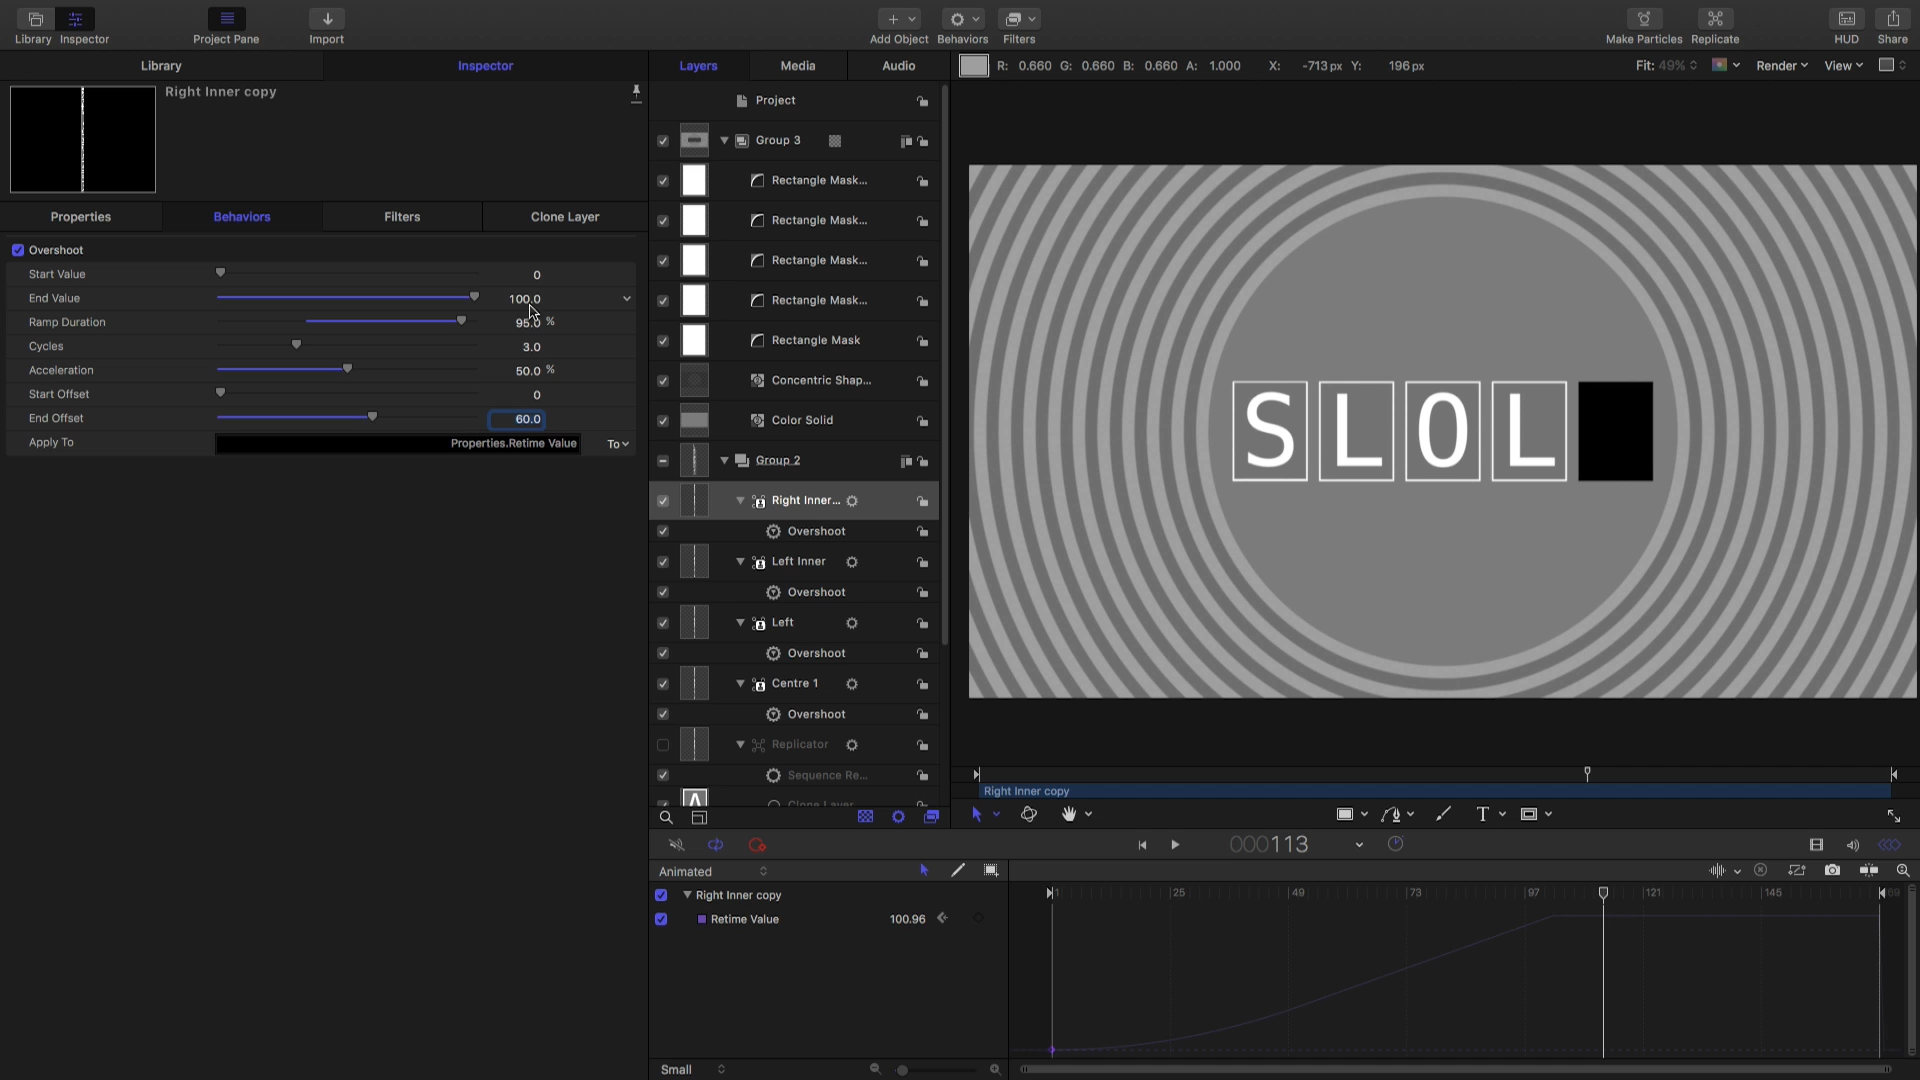 Library Inspector
Project Pane
Import
Add Object Behaviors Filters
Make Particles Replicate
HUD Share
Library Inspector
Layers Media Audio
R: 0.660 G: 0.660 B: 0.660 A: 1.000 X: -713 px Y: 196 px
Fit: 49% Render View
Right Inner copy
Properties Behaviors Filters Clone Layer
Overshoot
Start Value 0
End Value 100.0
Ramp Duration 95.0 %
Cycles 3.0
Acceleration 50.0 %
Start Offset 0
End Offset 60.0
Apply To Properties.Retime Value To
Project
Group 3
Rectangle Mask...
Rectangle Mask...
Rectangle Mask...
Rectangle Mask...
Rectangle Mask
Concentric Shap...
Color Solid
Group 2
Right Inner...
Overshoot
Left Inner
Overshoot
Left
Overshoot
Centre 1
Overshoot
Replicator
Sequence Re...
Clone Layer
A
SLOL
Right Inner copy
T
000113
Animated
Right Inner copy
Retime Value 100.96
1 25 49 73 97 121 145
Small